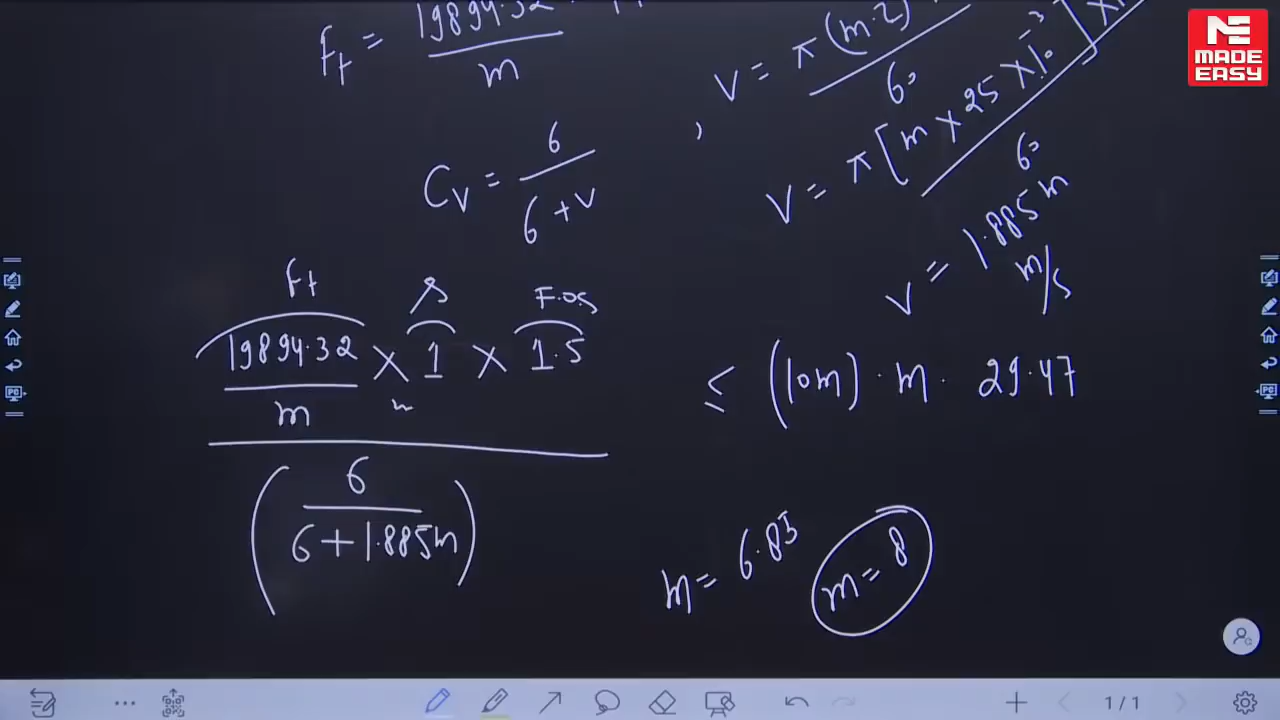 Ft = 19894.32 / m
V = π(m.Z) / 60
V = π[m × 25 × 10^-3] / 60
Cv = 6 / (6 + V)
,
V = 1.885m m/s
Ft
F.OS
19894.32 / m × 1 × 1.5
≤ (10m) . m . 29.47
(6 / (6 + 1.885m))
m = 6.83
m = 8
MADE
EASY
1/1